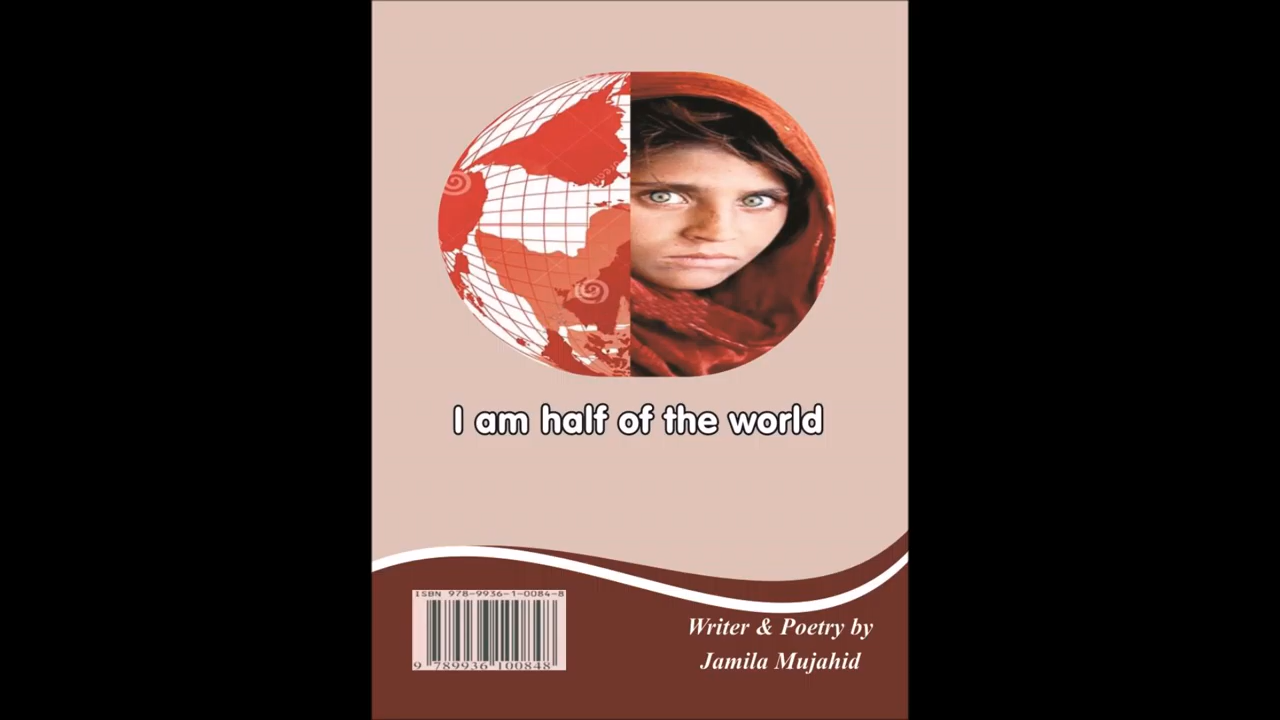 I am half of the world
ISBN 978-9936-1-0084-8
9 789936 100848
Writer & Poetry by
Jamila Mujahid